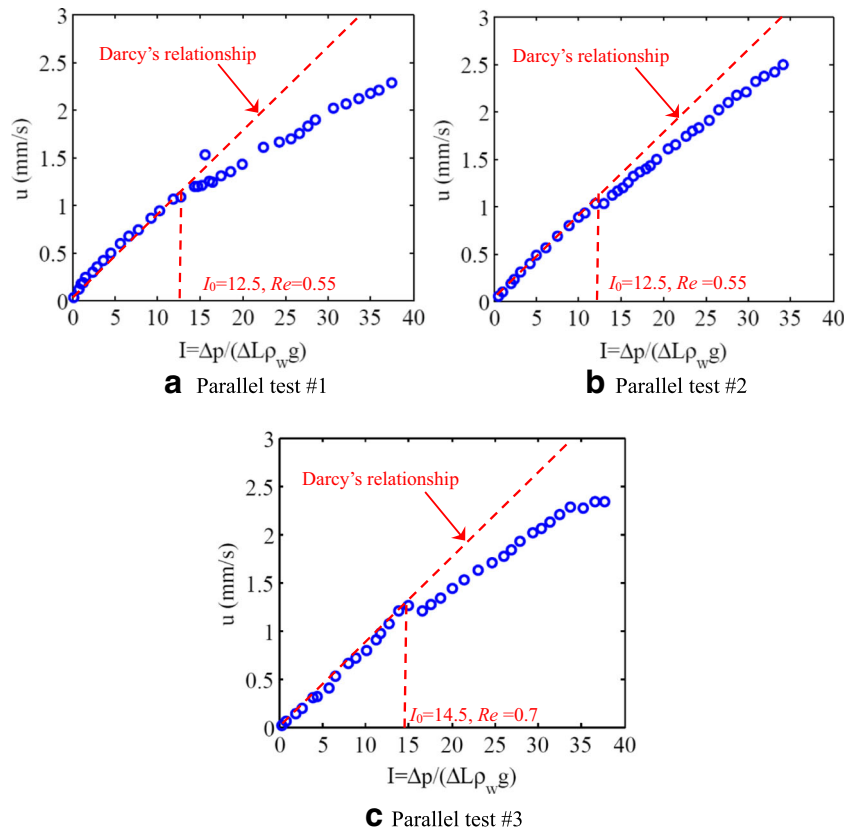 3
2.5
2
1.5
1
0.5
0
u (mm/s)
Darcy's relationship
I₀=12.5, Re=0.55
0 5 10 15 20 25 30 35 40
I=Δp/(ΔLρ_wg)
a Parallel test #1
3
2.5
2
1.5
1
0.5
0
u (mm/s)
Darcy's relationship
I₀=12.5, Re =0.55
0 5 10 15 20 25 30 35 40
I=Δp/(ΔLρ_wg)
b Parallel test #2
3
2.5
2
1.5
1
0.5
0
u (mm/s)
Darcy's relationship
I₀=14.5, Re =0.7
0 5 10 15 20 25 30 35 40
I=Δp/(ΔLρ_wg)
c Parallel test #3